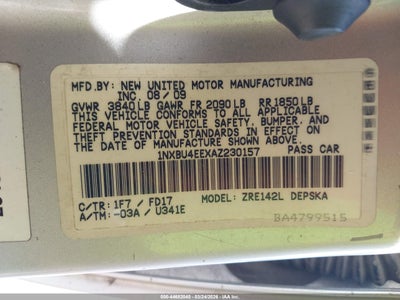 MFD.BY: NEW UNITED MOTOR MANUFACTURING
INC. 08/09
GVWR 3840 LB GAWR FR 2090 LB RR 1850 LB
THIS VEHICLE CONFORMS TO ALL APPLICABLE
FEDERAL MOTOR VEHICLE SAFETY, BUMPER, AND
THEFT PREVENTION STANDARDS IN EFFECT ON
THE DATE OF MANUFACTURE SHOWN ABOVE.
1NXBU4EEXAZ230157 PASS CAR
C/TR: 1F7 / FD17 MODEL: ZRE142L DEPSKA
A/TM: -03A / U341E
BA4799515